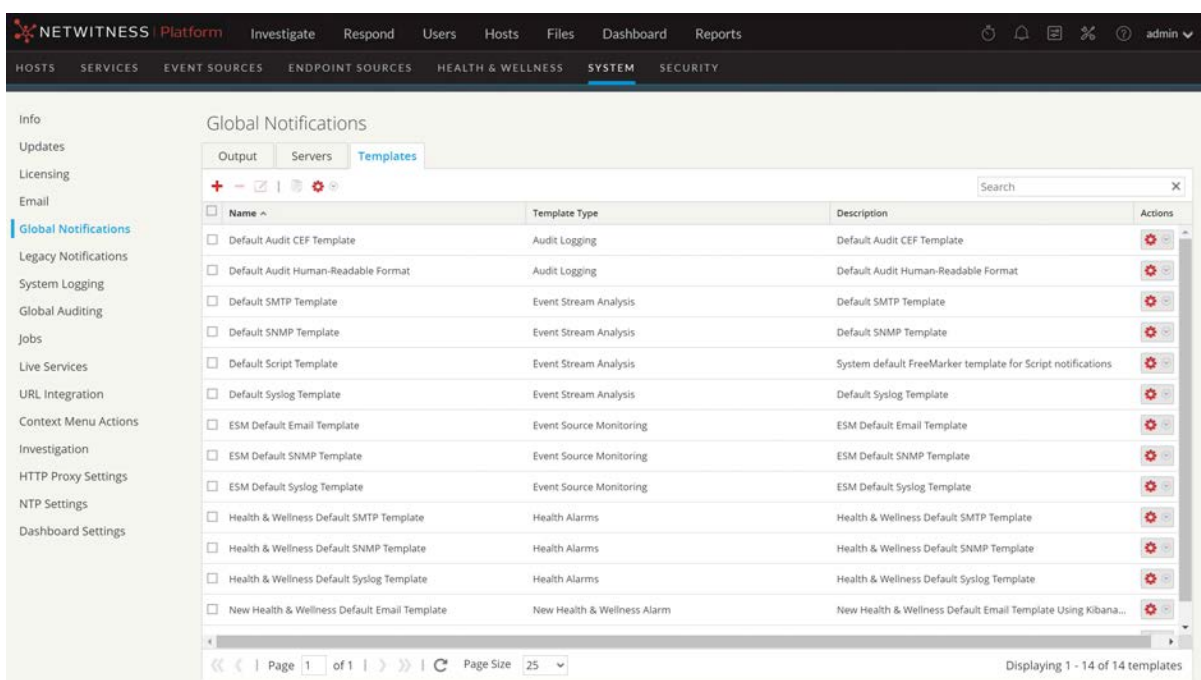 NETWITNESS Platform Investigate Respond Users Hosts Files Dashboard Reports admin
HOSTS SERVICES EVENT SOURCES ENDPOINT SOURCES HEALTH & WELLNESS SYSTEM SECURITY
Info
Updates
Licensing
Email
Global Notifications
Legacy Notifications
System Logging
Global Auditing
Jobs
Live Services
URL Integration
Context Menu Actions
Investigation
HTTP Proxy Settings
NTP Settings
Dashboard Settings
Global Notifications
Output Servers Templates
Search
Name Template Type Description Actions
Default Audit CEF Template Audit Logging Default Audit CEF Template
Default Audit Human-Readable Format Audit Logging Default Audit Human-Readable Format
Default SMTP Template Event Stream Analysis Default SMTP Template
Default SNMP Template Event Stream Analysis Default SNMP Template
Default Script Template Event Stream Analysis System default FreeMarker template for Script notifications
Default Syslog Template Event Stream Analysis Default Syslog Template
ESM Default Email Template Event Source Monitoring ESM Default Email Template
ESM Default SNMP Template Event Source Monitoring ESM Default SNMP Template
ESM Default Syslog Template Event Source Monitoring ESM Default Syslog Template
Health & Wellness Default SMTP Template Health Alarms Health & Wellness Default SMTP Template
Health & Wellness Default SNMP Template Health Alarms Health & Wellness Default SNMP Template
Health & Wellness Default Syslog Template Health Alarms Health & Wellness Default Syslog Template
New Health & Wellness Default Email Template New Health & Wellness Alarm New Health & Wellness Default Email Template Using Kibana...
Page 1 of 1 Page Size 25 Displaying 1 - 14 of 14 templates